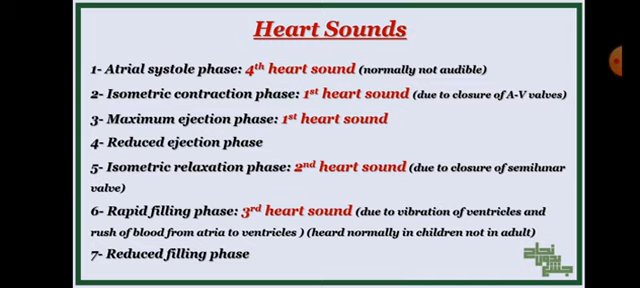 Heart Sounds
1- Atrial systole phase: 4th heart sound (normally not audible)
2- Isometric contraction phase: 1st heart sound (due to closure of A-V valves)
3- Maximum ejection phase: 1st heart sound
4- Reduced ejection phase
5- Isometric relaxation phase: 2nd heart sound (due to closure of semilunar
valve)
6- Rapid filling phase: 3rd heart sound (due to vibration of ventricles and
rush of blood from atria to ventricles ) (heard normally in children not in adult)
7- Reduced filling phase